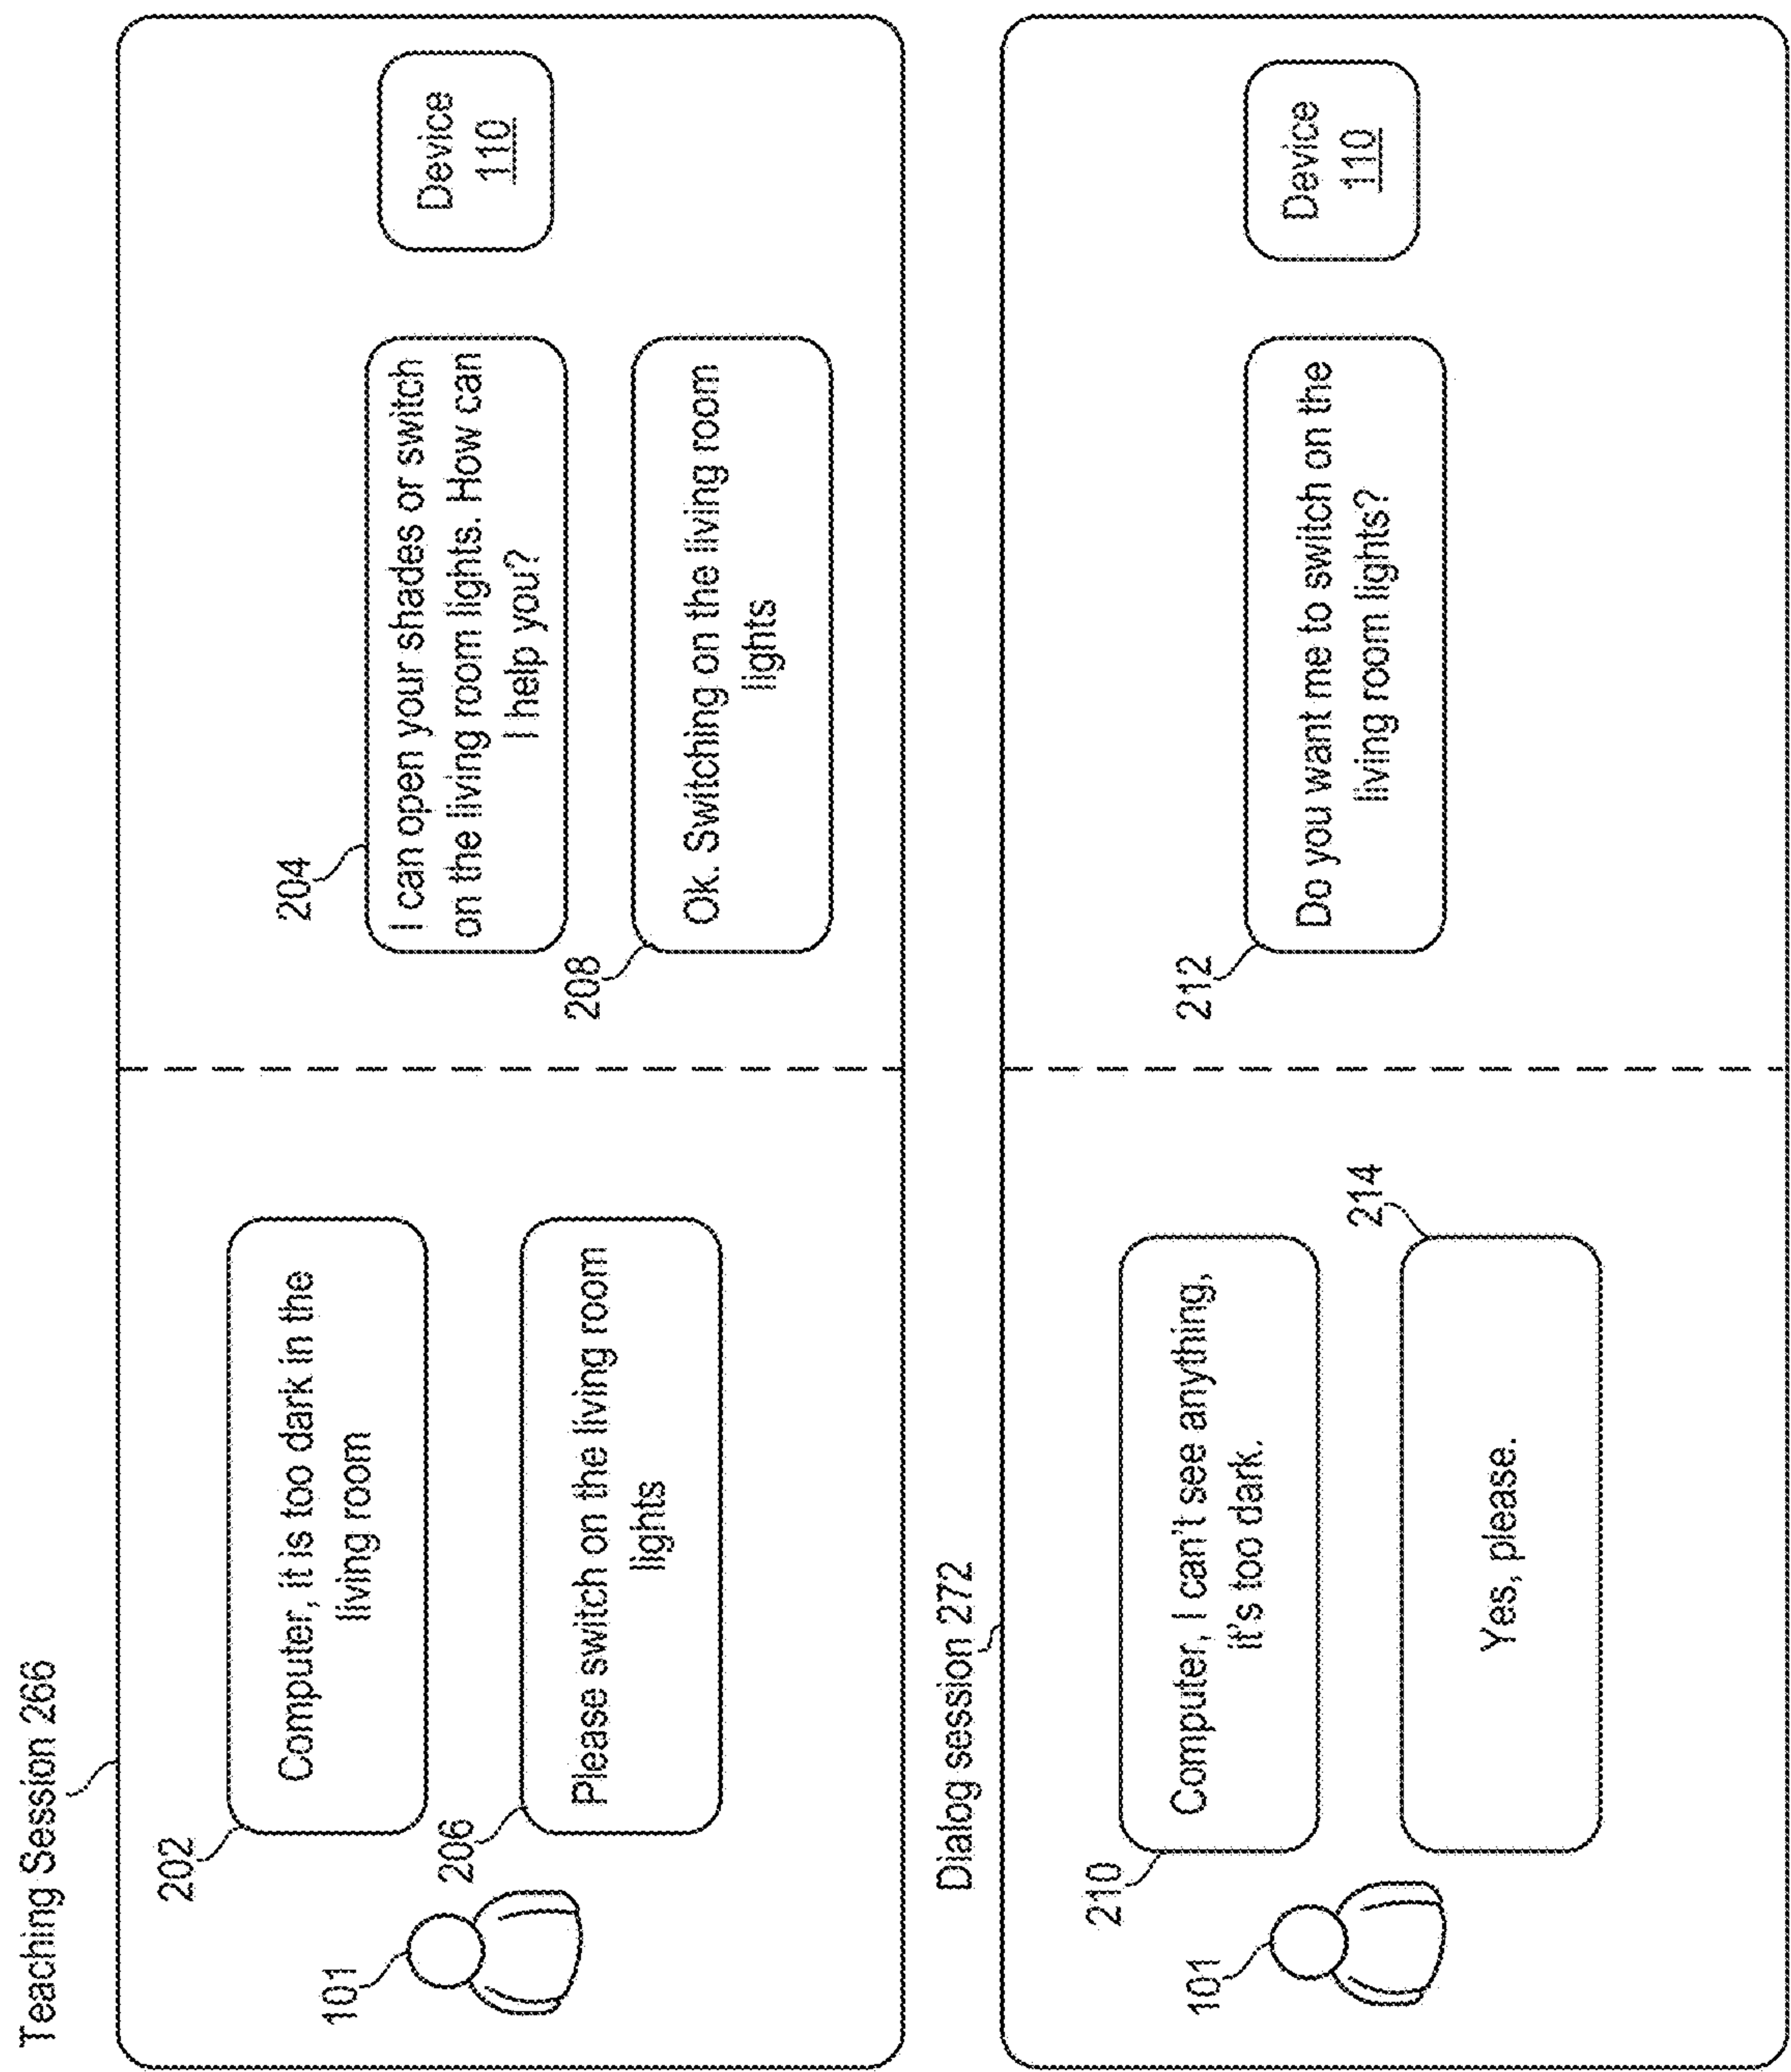 Teaching Session 266
202
Computer, it is too dark in the
living room
101
206
Please switch on the living room
lights
204
I can open your shades or switch
on the living room lights. How can
I help you?
208
Ok. Switching on the living room
lights
Device
110
Dialog session 272
210
Computer, I can't see anything,
it's too dark.
101
214
Yes, please.
212
Do you want me to switch on the
living room lights?
Device
110